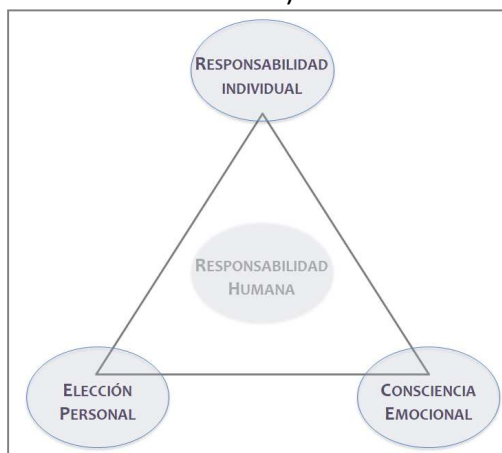 RESPONSABILIDAD
INDIVIDUAL
RESPONSABILIDAD
HUMANA
ELECCIÓN
PERSONAL
CONSCIENCIA
EMOCIONAL